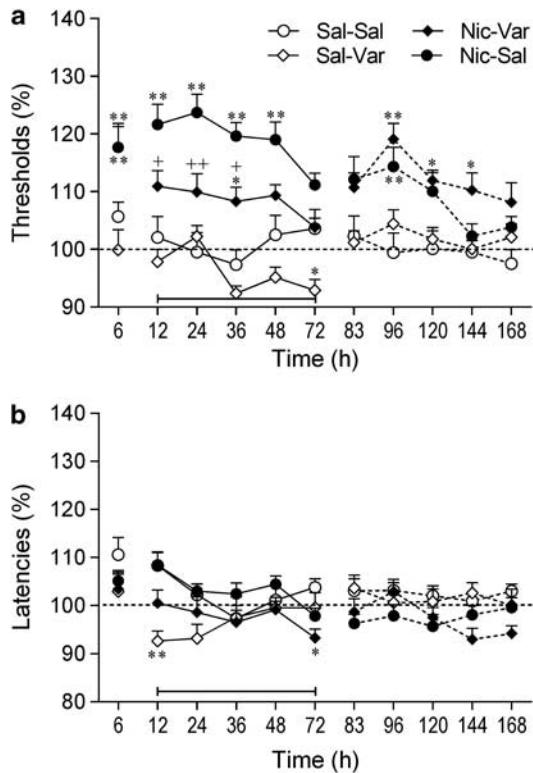 a
Sal-Sal
Nic-Var
Sal-Var
Nic-Sal
Thresholds (%)
140
130
120
110
100
90
** ** ** ** **
**
+ ++ + *
*
**
**
* *
6 12 24 36 48 72 83 96 120 144 168
Time (h)
b
Latencies (%)
140
130
120
110
100
90
80
**
*
6 12 24 36 48 72 83 96 120 144 168
Time (h)